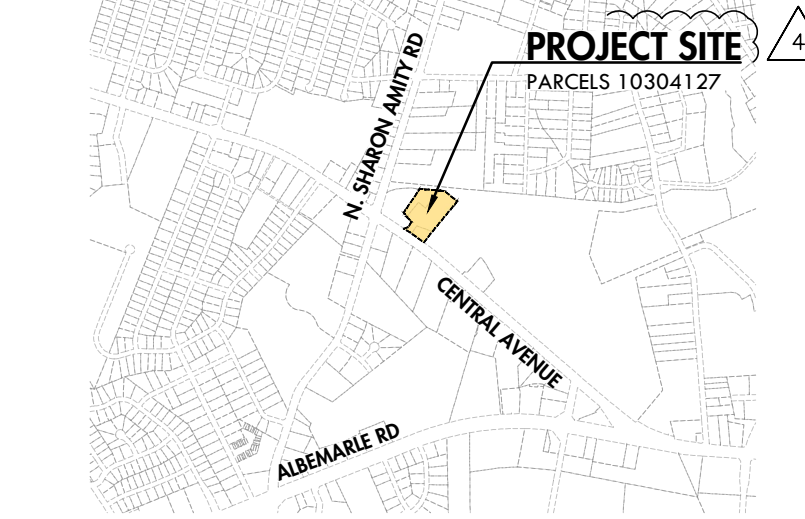 PROJECT SITE
4
PARCELS 10304127
N. SHARON AMITY RD
CENTRAL AVENUE
ALBEMARLE RD